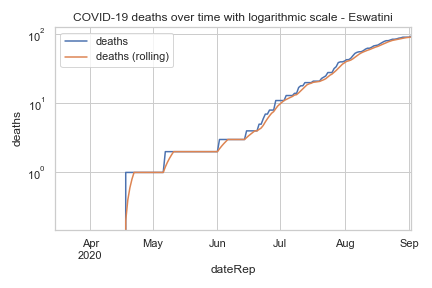 COVID-19 deaths over time with logarithmic scale - Eswatini
deaths
deaths (rolling)
10²
10¹
10⁰
deaths
Apr
2020
May
Jun
Jul
Aug
Sep
dateRep